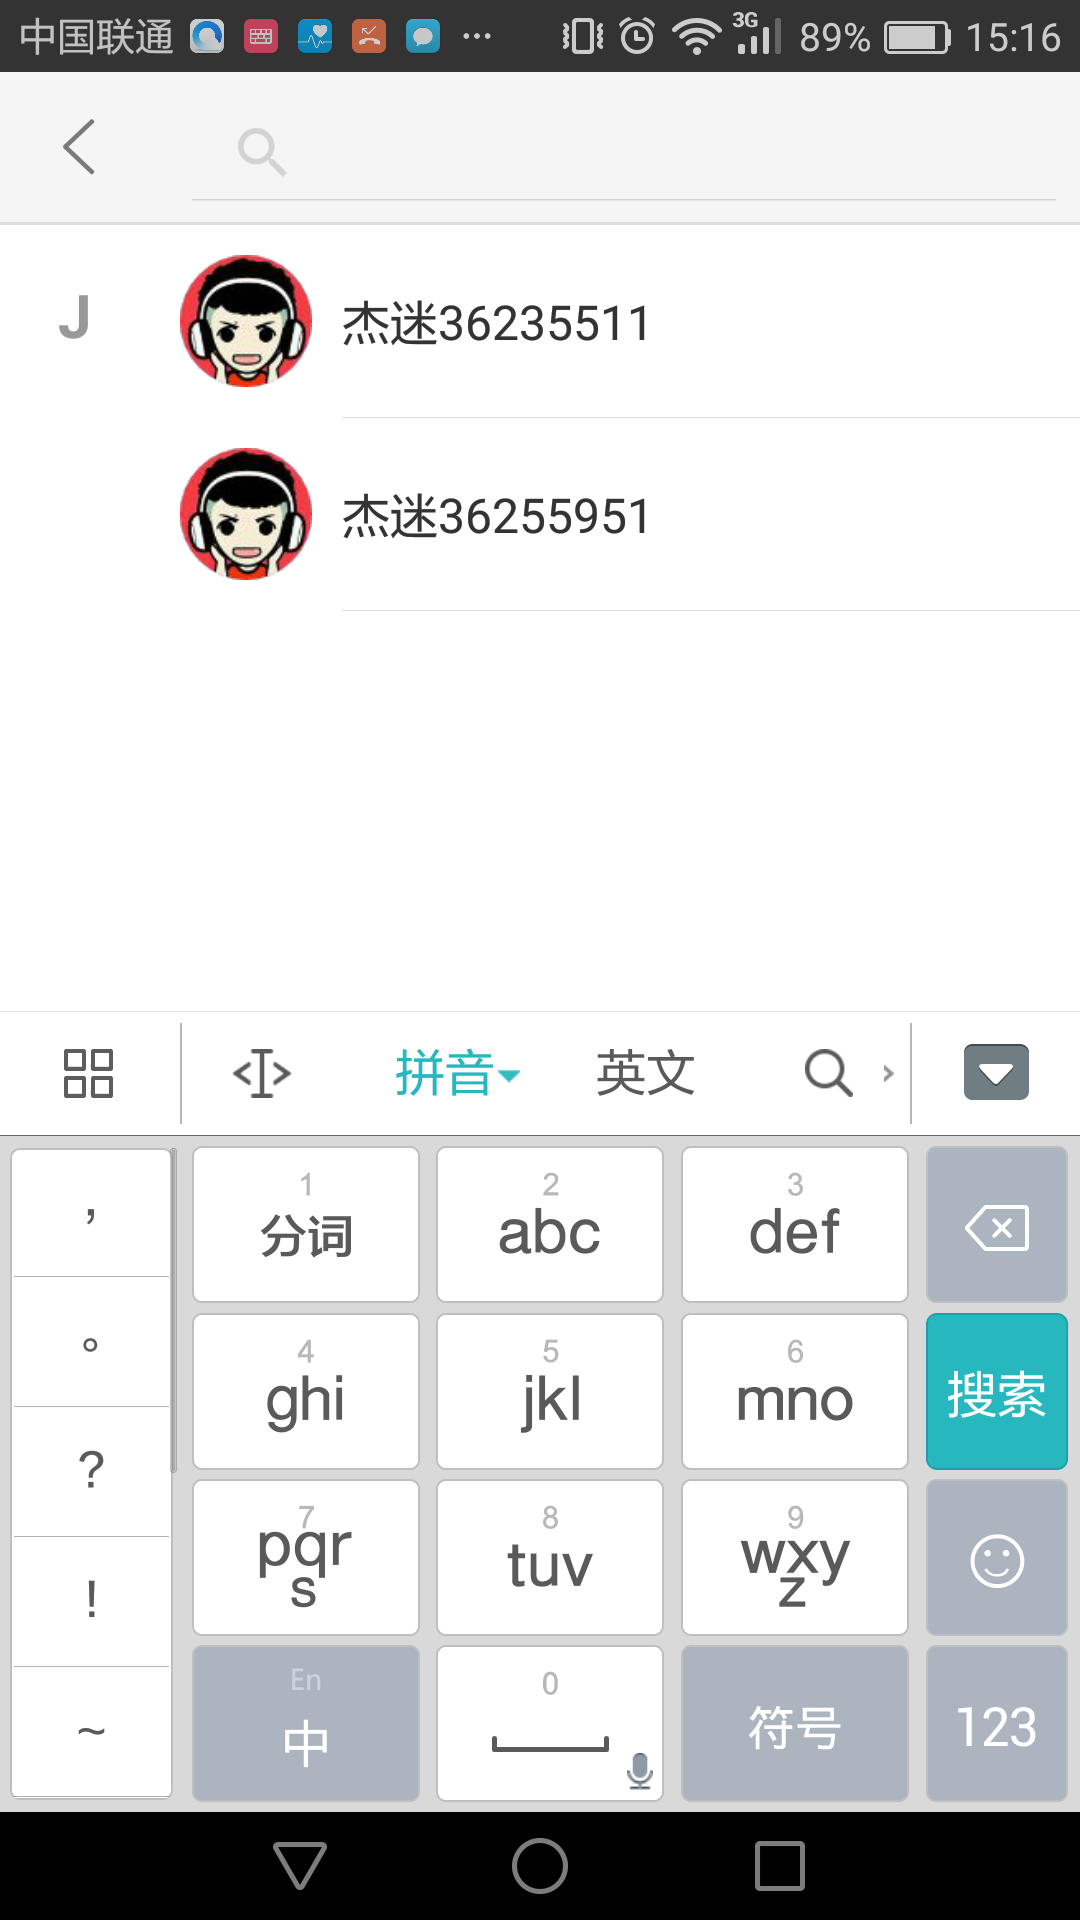 中国联通 3G 89% 15:16
J
杰迷36235511
杰迷36255951
拼音 英文
，
。
?
!
~
1 分词
2 abc
3 def
4 ghi
5 jkl
6 mno
搜索
7 pqrs
8 tuv
9 wxyz
En 中
0
符号
123